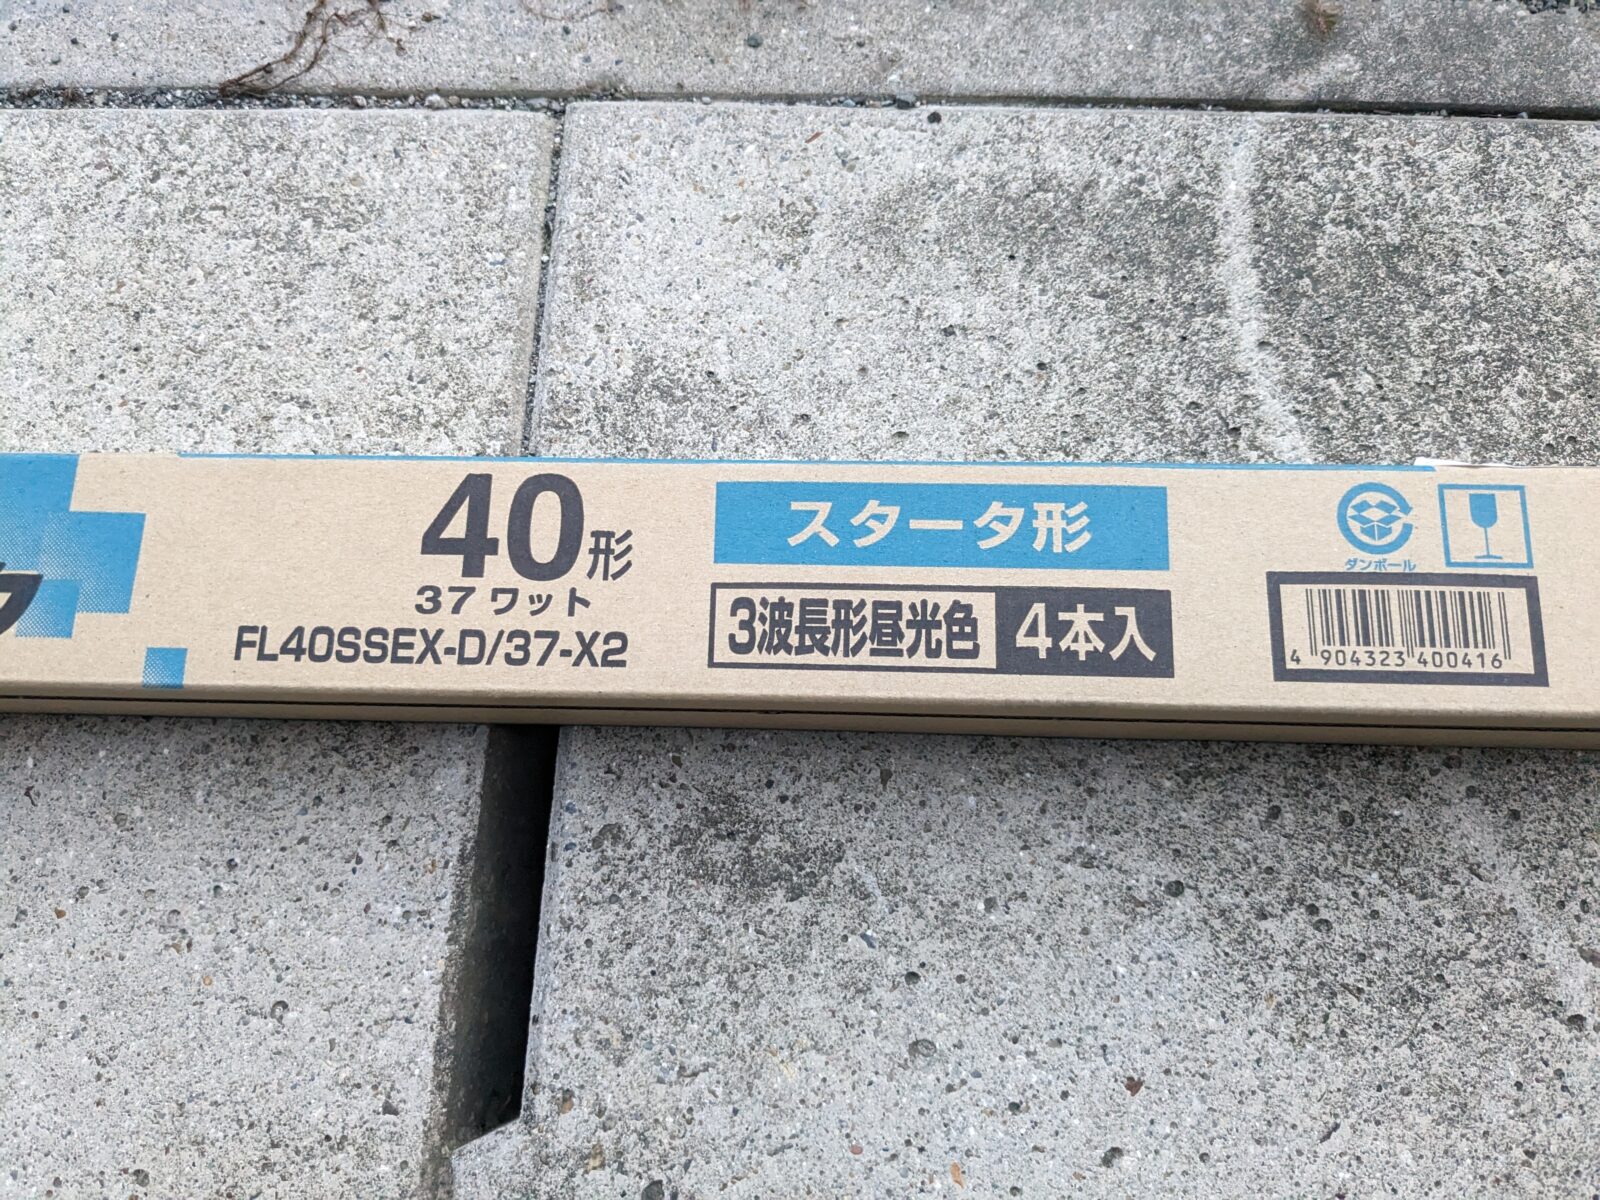 40形
37ワット
FL40SSEX-D/37-X2
スタータ形
3波長形昼光色 4本入
ダンボール
4 904323 400416